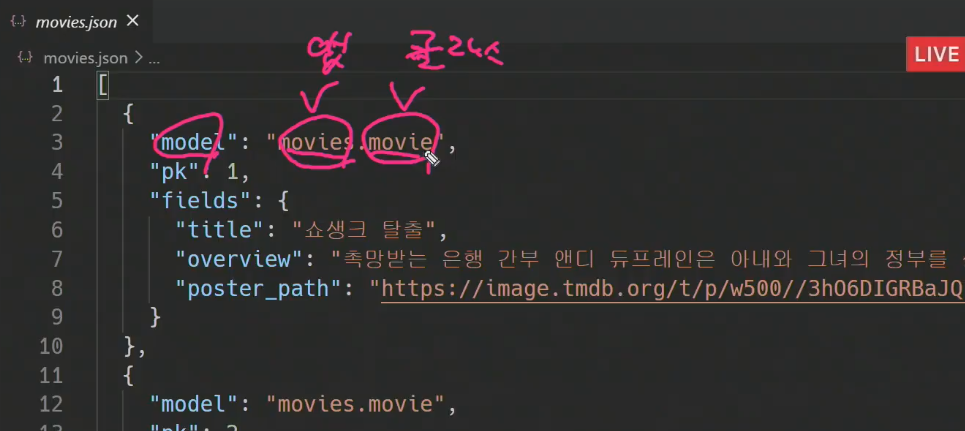 movies.json
movies.json > ...
앱 클래스
LIVE
1 [
2 {
3 "model": "movies.movie",
4 "pk": 1,
5 "fields": {
6 "title": "쇼생크 탈출",
7 "overview": "촉망받는 은행 간부 앤디 듀프레인은 아내와 그녀의 정부를
8 "poster_path": "https://image.tmdb.org/t/p/w500//3hO6DIGRBaJQ
9 }
10 },
11 {
12 "model": "movies.movie",
13 "pk": 2